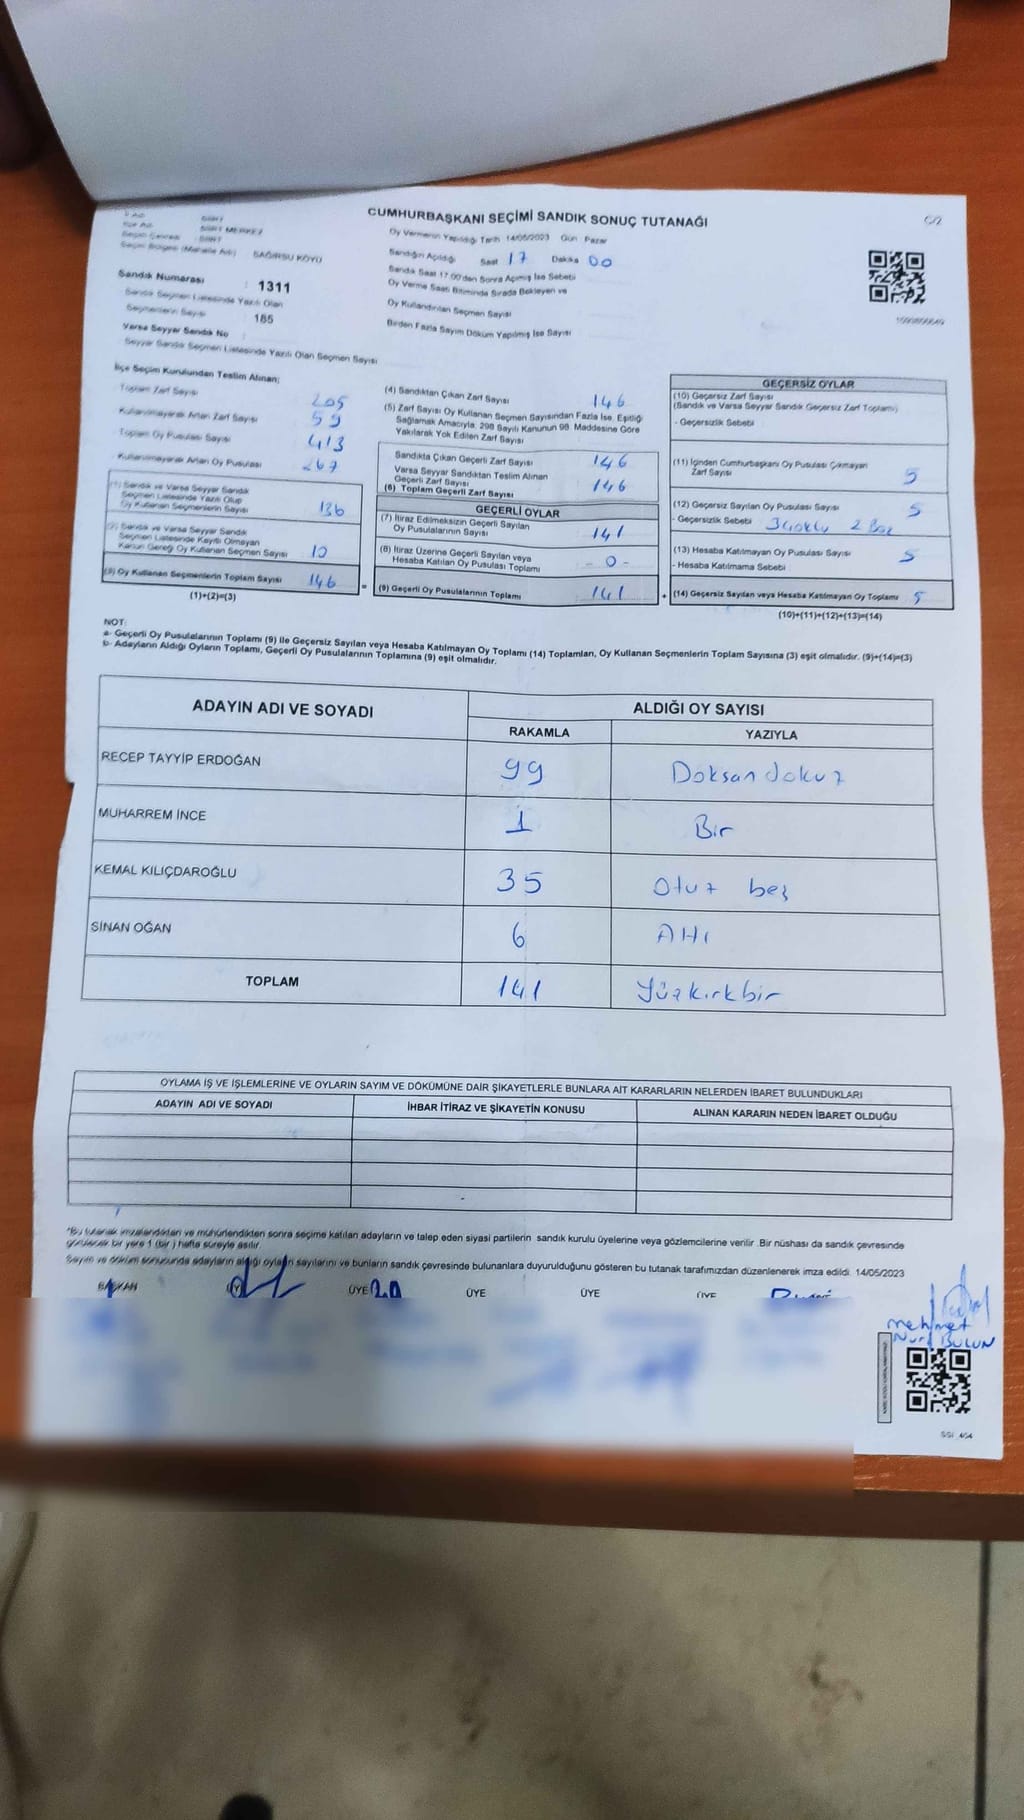 CUMHURBAŞKANI SEÇİMİ SANDIK SONUÇ TUTANAĞI
C/2
SİİRT
SİİRT MERKEZ
SİİRT
Seçim Bölgesi (Mahalle Adı) SAĞIRSU KÖYÜ
Sandık Numarası : 1311
Sandık Seçmen Listesinde Yazılı Olan
Seçmenlerin Sayısı : 185
Varsa Seyyar Sandık No
Seyyar Sandık Seçmen Listesinde Yazılı Olan Seçmen Sayısı
Oy Vermenin Yapıldığı Tarih 14/05/2023 Gün Pazar
Sandığın Açıldığı Saat 17 Dakika 00
Sandık Saat 17.00'den Sonra Açılmış İse Sebebi
Oy Verme Saati Bitiminde Sırada Bekleyen ve
Oy Kullandırılan Seçmen Sayısı
Birden Fazla Sayım Döküm Yapılmış İse Sayısı
İlçe Seçim Kurulundan Teslim Alınan;
Toplam Zarf Sayısı 205
Kullanılmayarak Artan Zarf Sayısı 59
Toplam Oy Pusulası Sayısı 413
Kullanılmayarak Artan Oy Pusulası 267
(1) Sandık ve Varsa Seyyar Sandık
Seçmen Listesinde Yazılı Olup
Oy Kullanan Seçmenlerin Sayısı 136
(2) Sandık ve Varsa Seyyar Sandık
Seçmen Listesinde Kayıtlı Olmayan
Kanun Gereği Oy Kullanan Seçmen Sayısı 10
(3) Oy Kullanan Seçmenlerin Toplam Sayısı 146
(1)+(2)=(3)
(4) Sandıktan Çıkan Zarf Sayısı 146
(5) Zarf Sayısı Oy Kullanan Seçmen Sayısından Fazla İse, Eşitliği
Sağlamak Amacıyla, 298 Sayılı Kanunun 98. Maddesine Göre
Yakılarak Yok Edilen Zarf Sayısı
Sandıkta Çıkan Geçerli Zarf Sayısı 146
Varsa Seyyar Sandıktan Teslim Alınan
Geçerli Zarf Sayısı
(6) Toplam Geçerli Zarf Sayısı 146
GEÇERLİ OYLAR
(7) İtiraz Edilmeksizin Geçerli Sayılan
Oy Pusulalarının Sayısı 141
(8) İtiraz Üzerine Geçerli Sayılan veya
Hesaba Katılan Oy Pusulası Toplamı - 0 -
(9) Geçerli Oy Pusulalarının Toplamı 141
GEÇERSİZ OYLAR
(10) Geçersiz Zarf Sayısı
(Sandık ve Varsa Seyyar Sandık Geçersiz Zarf Toplamı)
- Geçersizlik Sebebi
(11) İçinden Cumhurbaşkanı Oy Pusulası Çıkmayan
Zarf Sayısı 5
(12) Geçersiz Sayılan Oy Pusulası Sayısı 5
- Geçersizlik Sebebi 2
(13) Hesaba Katılmayan Oy Pusulası Sayısı 5
- Hesaba Katılmama Sebebi
(14) Geçersiz Sayılan veya Hesaba Katılmayan Oy Toplamı 5
(10)+(11)+(12)+(13)=(14)
NOT:
a- Geçerli Oy Pusulalarının Toplamı (9) ile Geçersiz Sayılan veya Hesaba Katılmayan Oy Toplamı (14) Toplamları, Oy Kullanan Seçmenlerin Toplam Sayısına (3) eşit olmalıdır. (9)+(14)=(3)
b- Adayların Aldığı Oyların Toplamı, Geçerli Oy Pusulalarının Toplamına (9) eşit olmalıdır.
ADAYIN ADI VE SOYADI
ALDIĞI OY SAYISI
RAKAMLA YAZIYLA
RECEP TAYYİP ERDOĞAN 99 Doksan dokuz
MUHARREM İNCE 1 Bir
KEMAL KILIÇDAROĞLU 35 Otuz beş
SİNAN OĞAN 6 Altı
TOPLAM 141 Yüzkırkbir
OYLAMA İŞ VE İŞLEMLERİNE VE OYLARIN SAYIM VE DÖKÜMÜNE DAİR ŞİKAYETLERLE BUNLARA AİT KARARLARIN NELERDEN İBARET BULUNDUKLARI
ADAYIN ADI VE SOYADI İHBAR İTİRAZ VE ŞİKAYETİN KONUSU ALINAN KARARIN NEDEN İBARET OLDUĞU
*Bu tutanak imzalandıktan ve mühürlendikten sonra seçime katılan adayların ve talep eden siyasi partilerin sandık kurulu üyelerine veya gözlemcilerine verilir. Bir nüshası da sandık çevresinde
görülecek bir yere 1 (bir) hafta süreyle asılır.
Sayım ve döküm sonucunda adayların aldığı oyların sayılarını ve bunların sandık çevresinde bulunanlara duyurulduğunu gösteren bu tutanak tarafımızdan düzenlenerek imza edildi. 14/05/2023
BAŞKAN ÜYE ÜYE ÜYE ÜYE ÜYE
Mehmet
Nuri BULUN